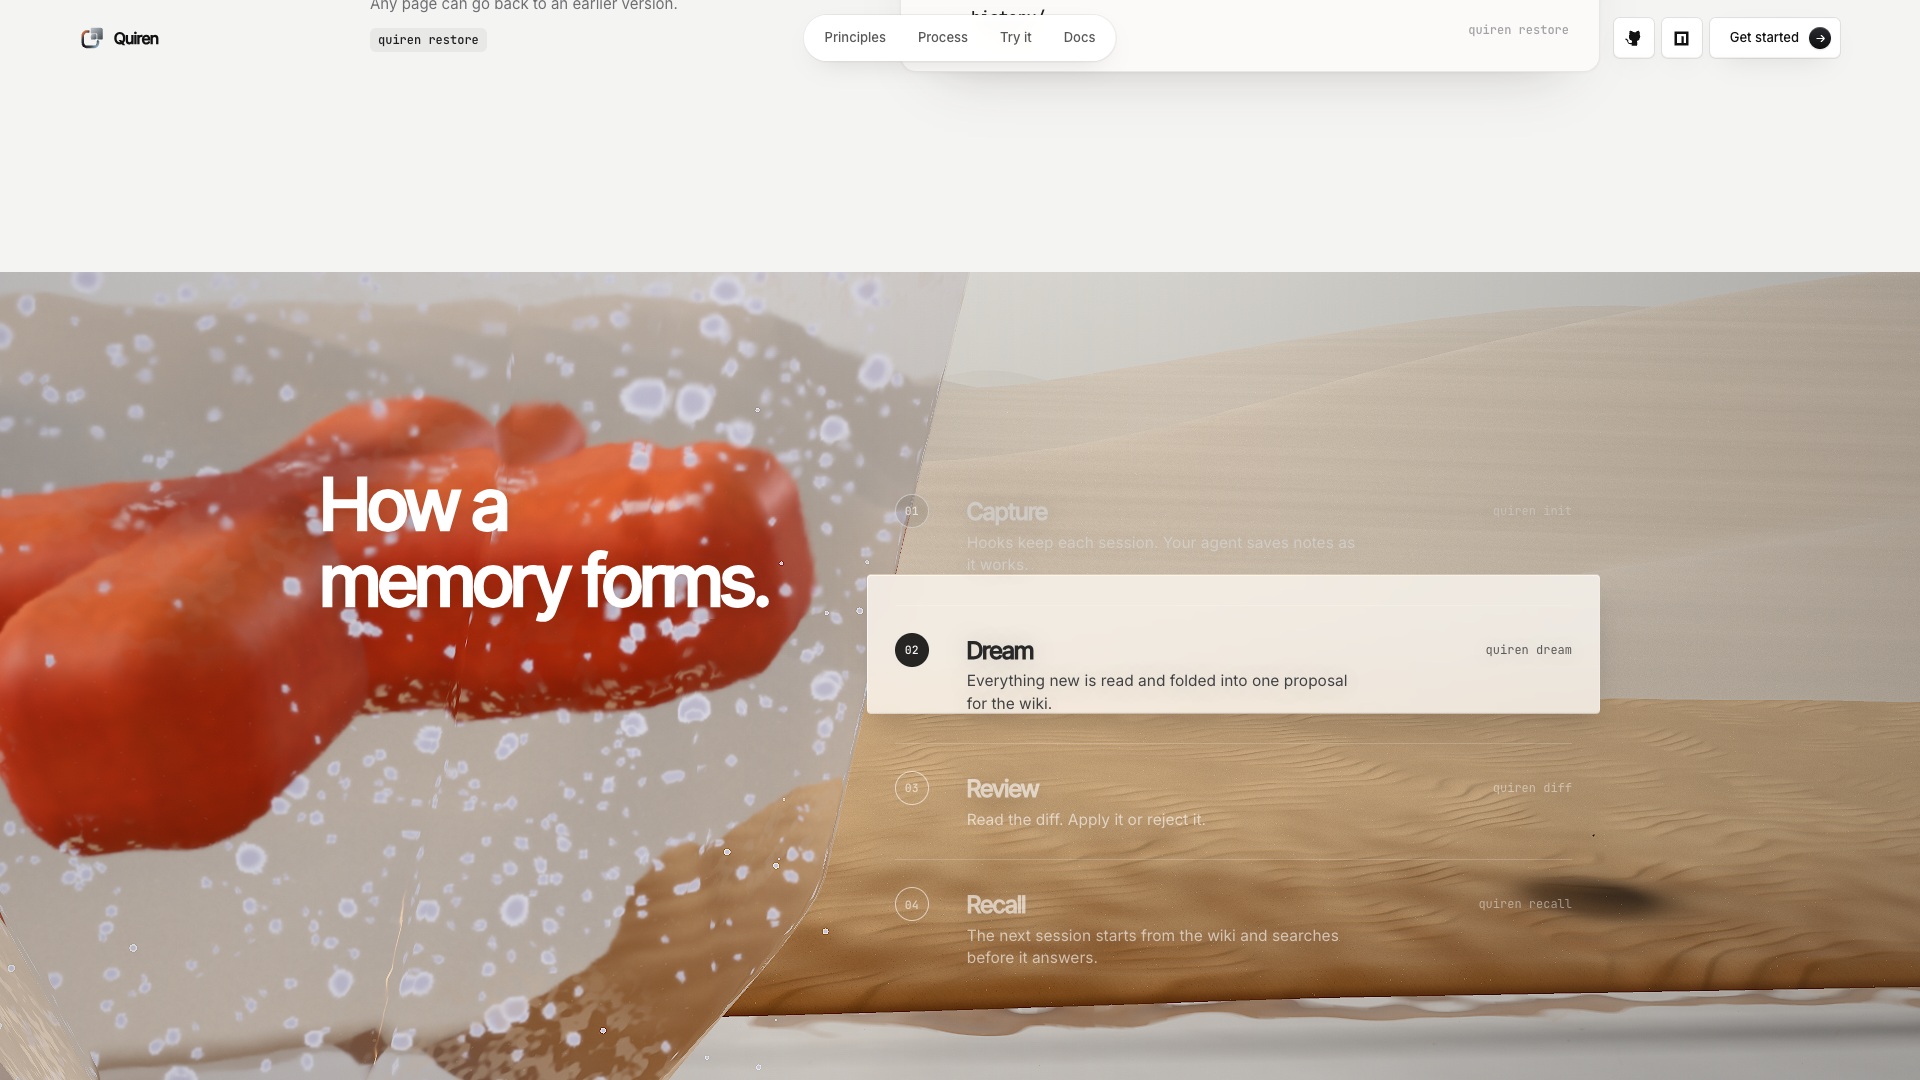 Any page can go back to an earlier version.
quiren restore
Quiren
Principles
Process
Try it
Docs
history/
quiren restore
Get started
How a
memory forms.
01
Capture
quiren init
Hooks keep each session. Your agent saves notes as
it works.
02
Dream
quiren dream
Everything new is read and folded into one proposal
for the wiki.
03
Review
quiren diff
Read the diff. Apply it or reject it.
04
Recall
quiren recall
The next session starts from the wiki and searches
before it answers.